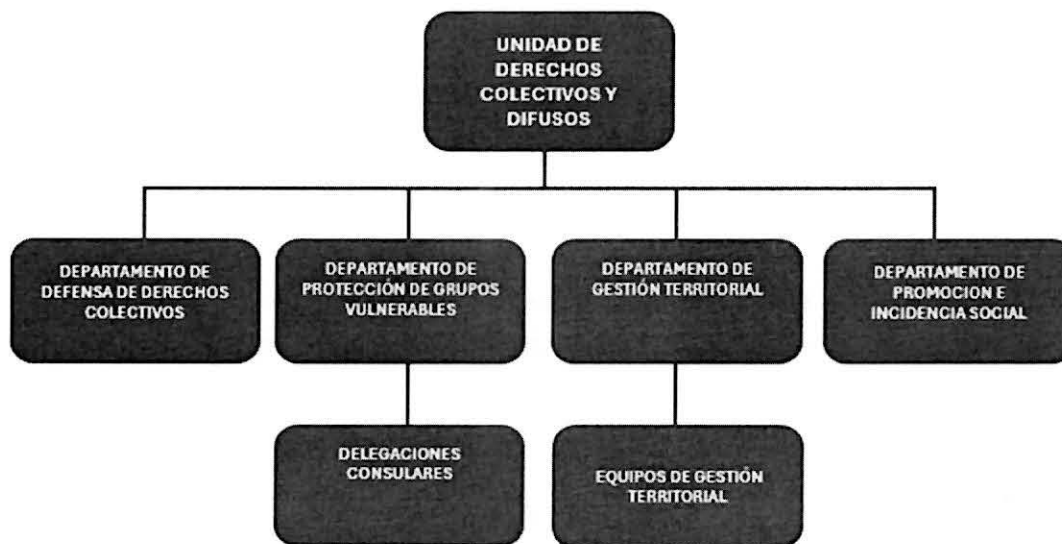 UNIDAD DE
DERECHOS
COLECTIVOS Y
DIFUSOS
DEPARTAMENTO DE
DEFENSA DE DERECHOS
COLECTIVOS
DEPARTAMENTO DE
PROTECCIÓN DE GRUPOS
VULNERABLES
DEPARTAMENTO DE
GESTIÓN TERRITORIAL
DEPARTAMENTO DE
PROMOCION E
INCIDENCIA SOCIAL
DELEGACIONES
CONSULARES
EQUIPOS DE GESTIÓN
TERRITORIAL